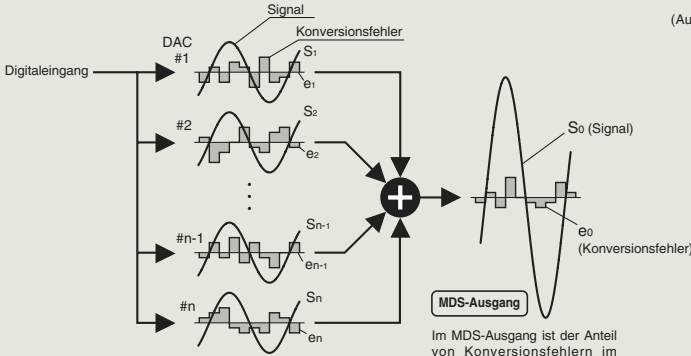 (Au
Signal
DAC
#1
Konversionsfehler
S1
e1
Digitaleingang
#2
S2
e2
S0 (Signal)
#n-1
Sn-1
en-1
e0
(Konversionsfehler)
#n
Sn
en
MDS-Ausgang
Im MDS-Ausgang ist der Anteil
von Konversionsfehlern im